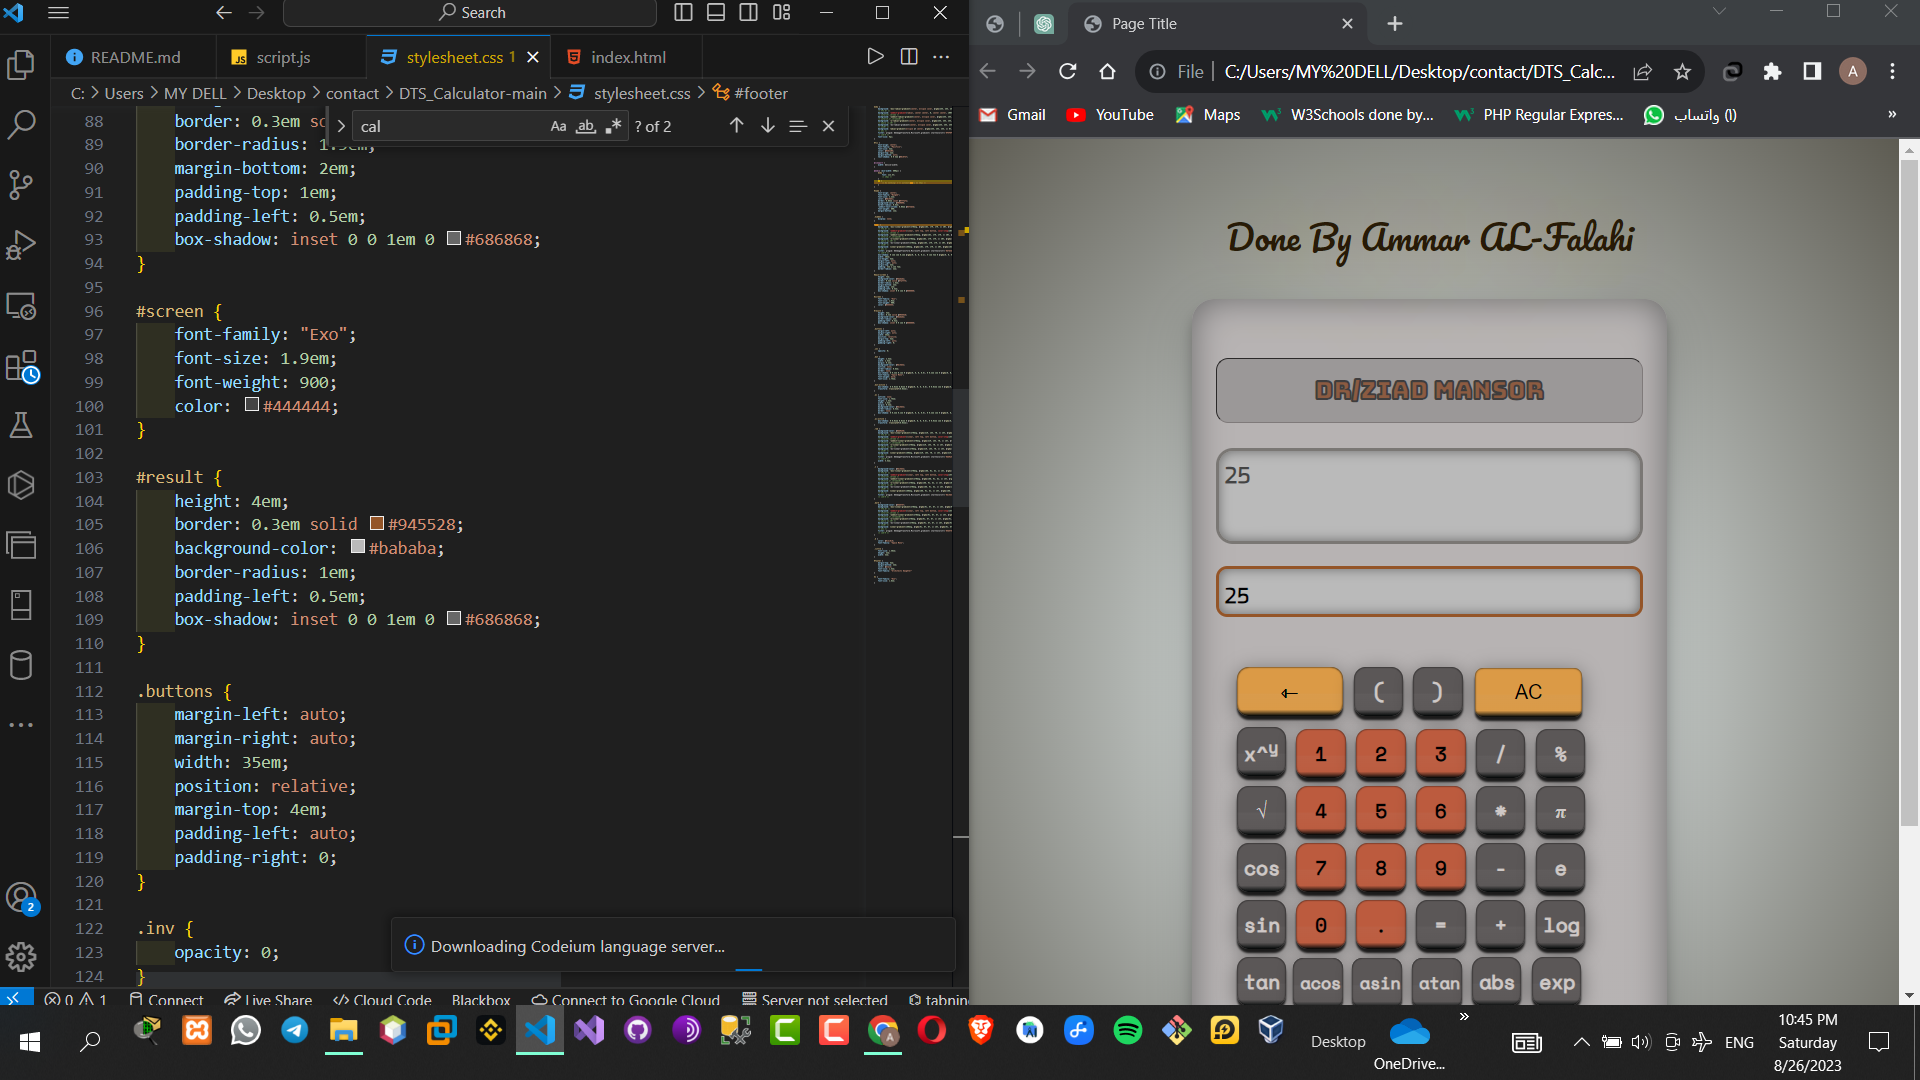 Search
README.md
script.js
stylesheet.css 1
index.html
C: > Users > MY DELL > Desktop > contact > DTS_Calculator-main > stylesheet.css > #footer
cal
Aa ab .* ? of 2
88 border: 0.3em so
89 border-radius: 1.5em;
90 margin-bottom: 2em;
91 padding-top: 1em;
92 padding-left: 0.5em;
93 box-shadow: inset 0 0 1em 0 #686868;
94 }
95
96 #screen {
97 font-family: "Exo";
98 font-size: 1.9em;
99 font-weight: 900;
100 color: #444444;
101 }
102
103 #result {
104 height: 4em;
105 border: 0.3em solid #945528;
106 background-color: #bababa;
107 border-radius: 1em;
108 padding-left: 0.5em;
109 box-shadow: inset 0 0 1em 0 #686868;
110 }
111
112 .buttons {
113 margin-left: auto;
114 margin-right: auto;
115 width: 35em;
116 position: relative;
117 margin-top: 4em;
118 padding-left: auto;
119 padding-right: 0;
120 }
121
122 .inv {
123 opacity: 0;
124 }
Downloading Codeium language server...
2
0 1 Connect Live Share Cloud Code Blackbox Connect to Google Cloud Server not selected tabnin
Page Title
File C:/Users/MY%20DELL/Desktop/contact/DTS_Calc...
A
Gmail YouTube Maps W3Schools done by... PHP Regular Expres... (1) واتساب »
Done By Ammar AL-Falahi
DR/ZIAD MANSOR
25
25
← ( ) AC
x^y 1 2 3 / %
√ 4 5 6 * π
cos 7 8 9 - e
sin 0 . = + log
tan acos asin atan abs exp
Desktop
OneDrive...
»
ENG
10:45 PM
Saturday
8/26/2023